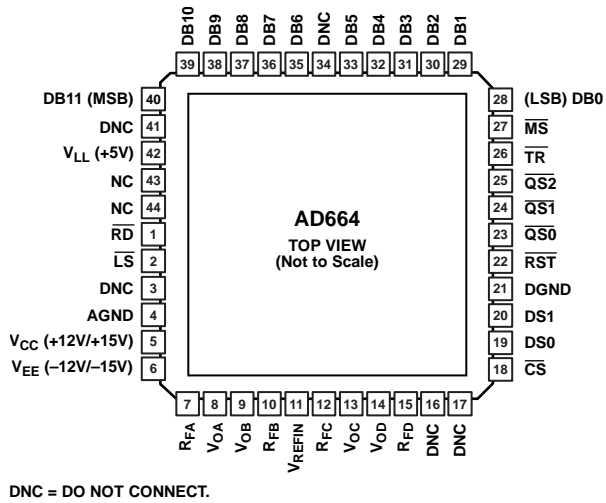 DB10 DB9 DB8 DB7 DB6 DNC DB5 DB4 DB3 DB2 DB1
39 38 37 36 35 34 33 32 31 30 29
DB11 (MSB) 40
DNC 41
VLL (+5V) 42
NC 43
NC 44
RD 1
LS 2
DNC 3
AGND 4
VCC (+12V/+15V) 5
VEE (–12V/–15V) 6
AD664
TOP VIEW
(Not to Scale)
28 (LSB) DB0
27 MS
26 TR
25 QS2
24 QS1
23 QS0
22 RST
21 DGND
20 DS1
19 DS0
18 CS
7 8 9 10 11 12 13 14 15 16 17
RFA VOA VOB RFB VREFIN RFC VOC VOD RFD DNC DNC
DNC = DO NOT CONNECT.